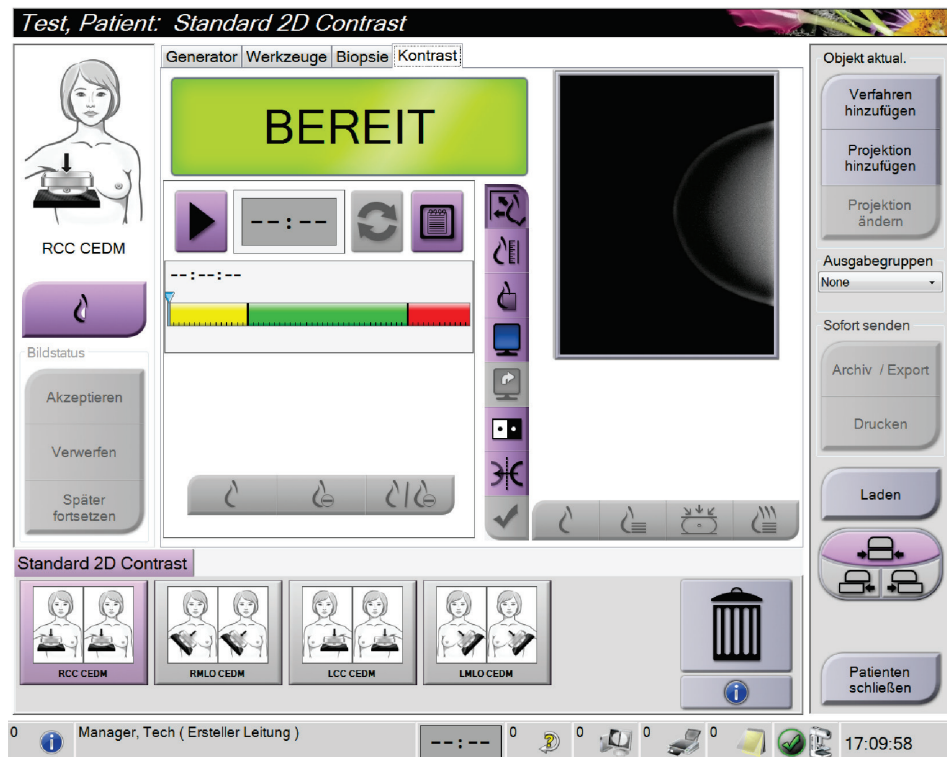 Test, Patient: Standard 2D Contrast
Generator Werkzeuge Biopsie Kontrast
BEREIT
RCC CEDM
--:--
--:--:--
Bildstatus
Akzeptieren
Verwerfen
Später
fortsetzen
Objekt aktual.
Verfahren
hinzufügen
Projektion
hinzufügen
Projektion
ändern
Ausgabegruppen
None
Sofort senden
Archiv / Export
Drucken
Laden
Patienten
schließen
Standard 2D Contrast
RCC CEDM
RMLO CEDM
LCC CEDM
LMLO CEDM
0 Manager, Tech ( Ersteller Leitung ) --:-- 0 0 0 0 17:09:58